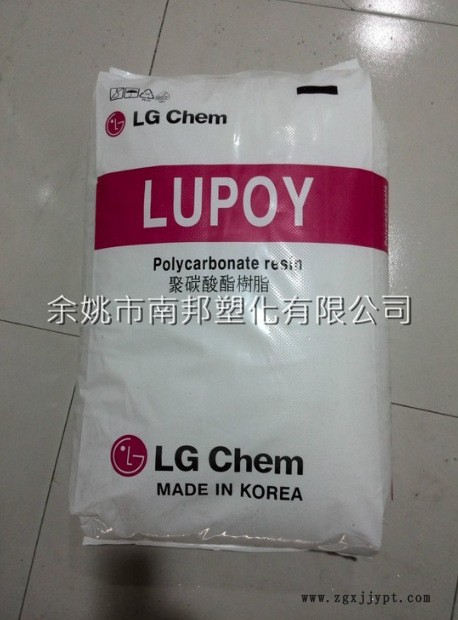 LG Chem
LUPOY
Polycarbonate resin
聚碳酸酯樹脂
余姚市南邦塑化有限公司
LG Chem
MADE IN KOREA
www.zgxjjypt.com